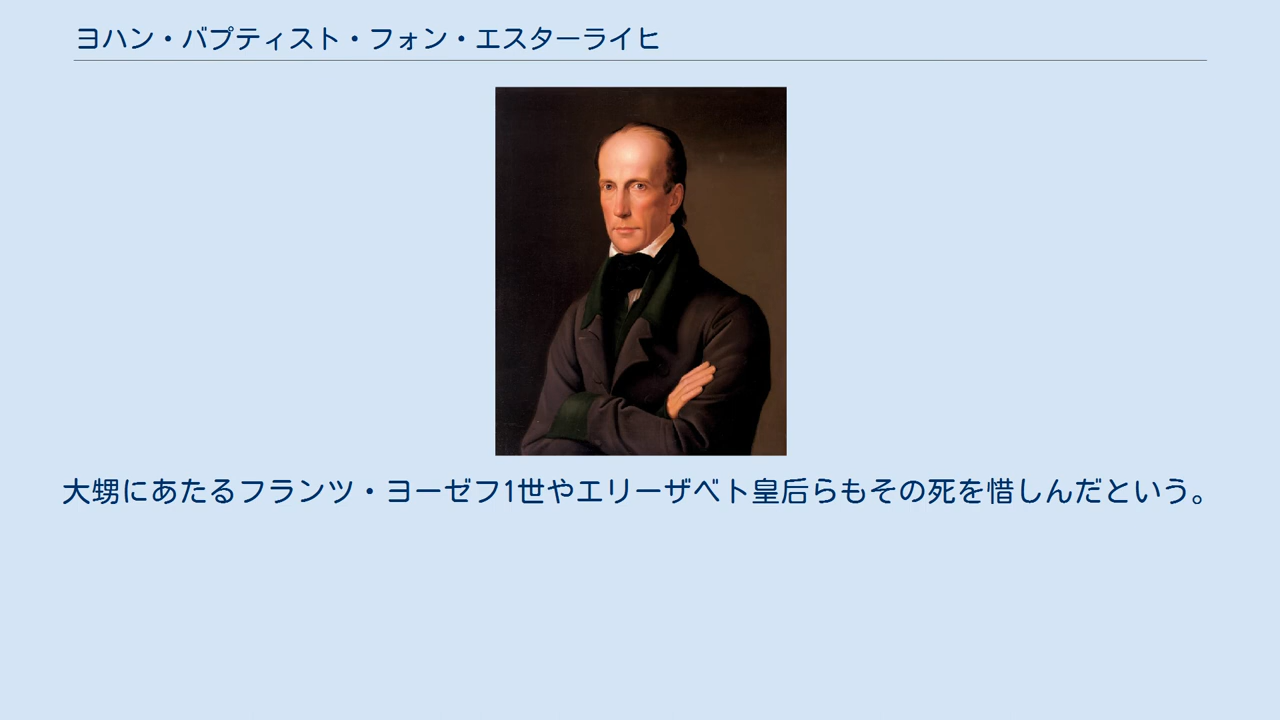 ヨハン・バプティスト・フォン・エスターライヒ
大甥にあたるフランツ・ヨーゼフ1世やエリーザベト皇后らもその死を惜しんだという。